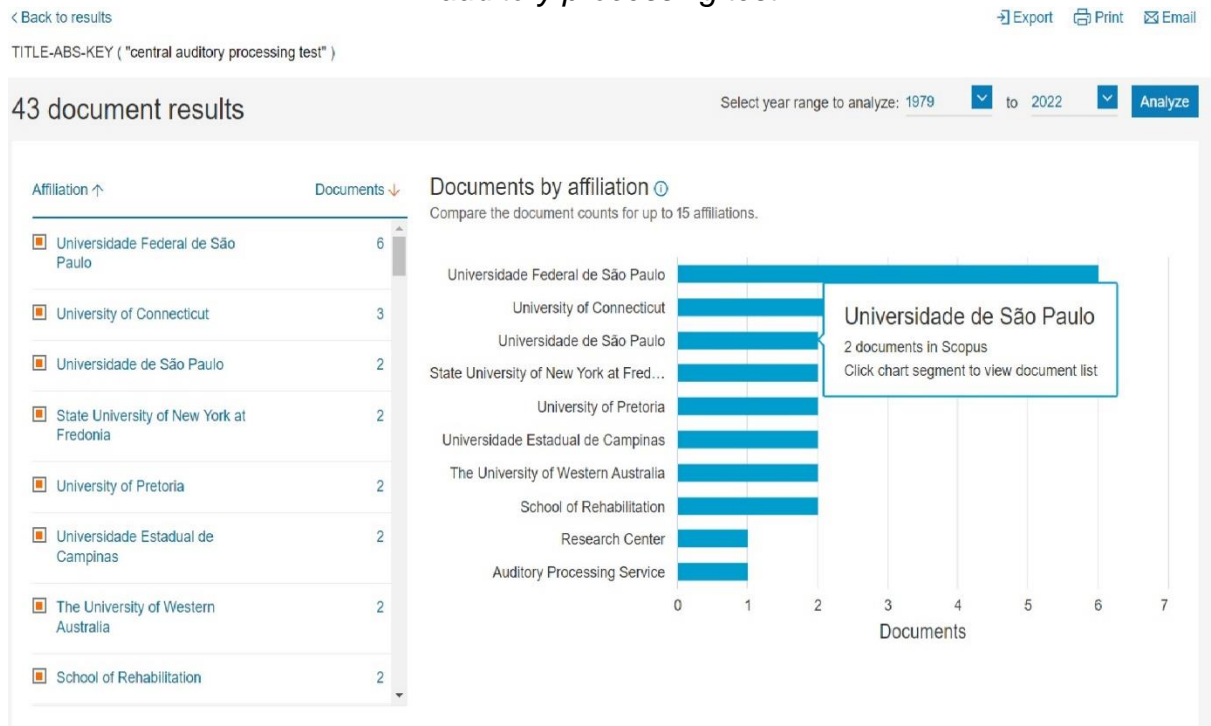 auditory processing test
Back to results
Export Print Email
TITLE-ABS-KEY ( "central auditory processing test" )
43 document results
Select year range to analyze: 1979 to 2022 Analyze
Affiliation Documents
Universidade Federal de São
Paulo
6
University of Connecticut 3
Universidade de São Paulo 2
State University of New York at
Fredonia
2
University of Pretoria 2
Universidade Estadual de
Campinas
2
The University of Western
Australia
2
School of Rehabilitation 2
Documents by affiliation
Compare the document counts for up to 15 affiliations.
Universidade Federal de São Paulo
University of Connecticut
Universidade de São Paulo
State University of New York at Fred...
University of Pretoria
Universidade Estadual de Campinas
The University of Western Australia
School of Rehabilitation
Research Center
Auditory Processing Service
Universidade de São Paulo
2 documents in Scopus
Click chart segment to view document list
0 1 2 3 4 5 6 7
Documents